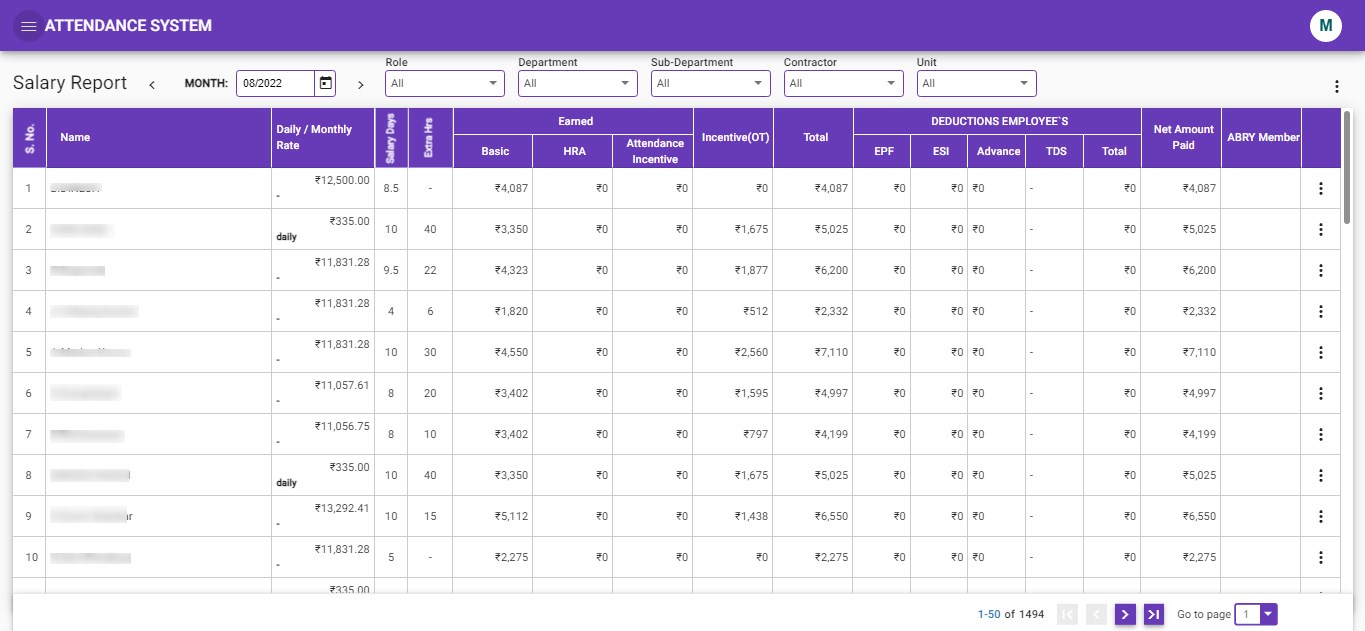 ATTENDANCE SYSTEM
M
Salary Report
MONTH: 08/2022
Role Department Sub-Department Contractor Unit
All All All All All
S. No. Name Daily / Monthly Rate Salary Days Extra Hrs Earned Incentive(OT) Total DEDUCTIONS EMPLOYEE`S Net Amount Paid ABRY Member
Basic HRA Attendance Incentive EPF ESI Advance TDS Total
1 ₹12,500.00 - 8.5 - ₹4,087 ₹0 ₹0 ₹0 ₹4,087 ₹0 ₹0 ₹0 - ₹0 ₹4,087
2 ₹335.00 daily 10 40 ₹3,350 ₹0 ₹0 ₹1,675 ₹5,025 ₹0 ₹0 ₹0 - ₹0 ₹5,025
3 ₹11,831.28 - 9.5 22 ₹4,323 ₹0 ₹0 ₹1,877 ₹6,200 ₹0 ₹0 ₹0 - ₹0 ₹6,200
4 ₹11,831.28 - 4 6 ₹1,820 ₹0 ₹0 ₹512 ₹2,332 ₹0 ₹0 ₹0 - ₹0 ₹2,332
5 ₹11,831.28 - 10 30 ₹4,550 ₹0 ₹0 ₹2,560 ₹7,110 ₹0 ₹0 ₹0 - ₹0 ₹7,110
6 ₹11,057.61 - 8 20 ₹3,402 ₹0 ₹0 ₹1,595 ₹4,997 ₹0 ₹0 ₹0 - ₹0 ₹4,997
7 ₹11,056.75 - 8 10 ₹3,402 ₹0 ₹0 ₹797 ₹4,199 ₹0 ₹0 ₹0 - ₹0 ₹4,199
8 ₹335.00 daily 10 40 ₹3,350 ₹0 ₹0 ₹1,675 ₹5,025 ₹0 ₹0 ₹0 - ₹0 ₹5,025
9 ₹13,292.41 - 10 15 ₹5,112 ₹0 ₹0 ₹1,438 ₹6,550 ₹0 ₹0 ₹0 - ₹0 ₹6,550
10 ₹11,831.28 - 5 - ₹2,275 ₹0 ₹0 ₹0 ₹2,275 ₹0 ₹0 ₹0 - ₹0 ₹2,275
₹335.00
1-50 of 1494 Go to page 1